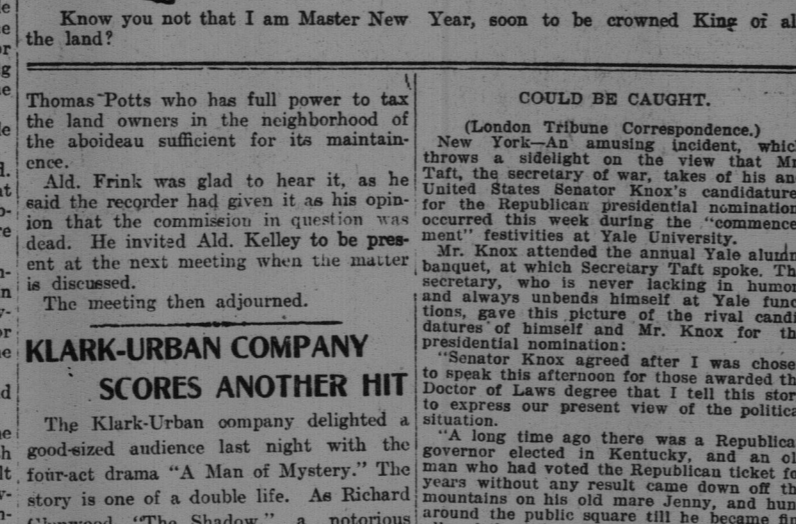 Know you not that I am Master New Year, soon to be crowned King of al
the land?
Thomas Potts who has full power to tax
the land owners in the neighborhood of
the aboideau sufficient for its maintain-
ence.
Ald. Frink was glad to hear it, as he
said the recorder had given it as his opin-
ion that the commission in question was
dead. He invited Ald. Kelley to be pres-
ent at the next meeting when the matter
is discussed.
The meeting then adjourned.
KLARK-URBAN COMPANY
SCORES ANOTHER HIT
The Klark-Urban company delighted a
good-sized audience last night with the
four-act drama "A Man of Mystery." The
story is one of a double life. As Richard
"The Shadow," a notorious
COULD BE CAUGHT.
(London Tribune Correspondence.)
New York—An amusing incident, whic
throws a sidelight on the view that Mr
Taft, the secretary of war, takes of his an
United States Senator Knox's candidature
for the Republican presidential nomination
occurred this week during the "commence
ment" festivities at Yale University.
Mr. Knox attended the annual Yale alumn
banquet, at which Secretary Taft spoke. Th
secretary, who is never lacking in humor
and always unbends himself at Yale func
tions, gave this picture of the rival candi
datures of himself and Mr. Knox for th
presidential nomination:
"Senator Knox agreed after I was chose
to speak this afternoon for those awarded th
Doctor of Laws degree that I tell this stor
to express our present view of the politica
situation.
"A long time ago there was a Republica
governor elected in Kentucky, and an ol
man who had voted the Republican ticket fo
years without any result came down off th
mountains on his old mare Jenny, and hun
around the public square till he became